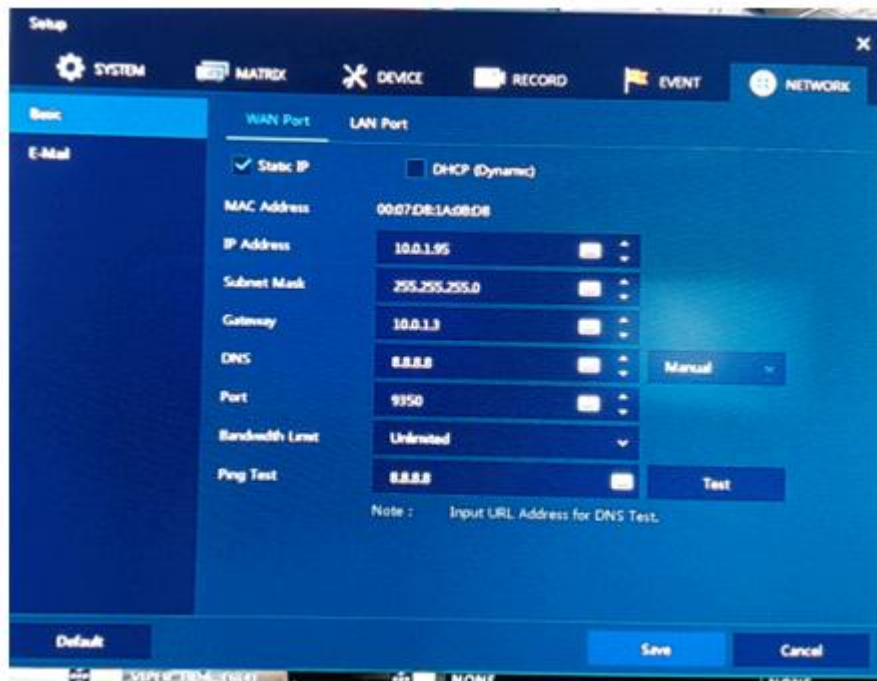 Setup
SYSTEM MATRIX DEVICE RECORD EVENT NETWORK
Basic WAN Port LAN Port
E-Mail Static IP DHCP (Dynamic)
MAC Address 00:07:D8:1A:0B:DB
IP Address 10.0.1.95
Subnet Mask 255.255.255.0
Gateway 10.0.1.3
DNS 8.8.8.8 Manual
Port 9350
Bandwidth Limit Unlimited
Ping Test 8.8.8.8 Test
Note : Input URL Address for DNS Test.
Default Save Cancel
NONE